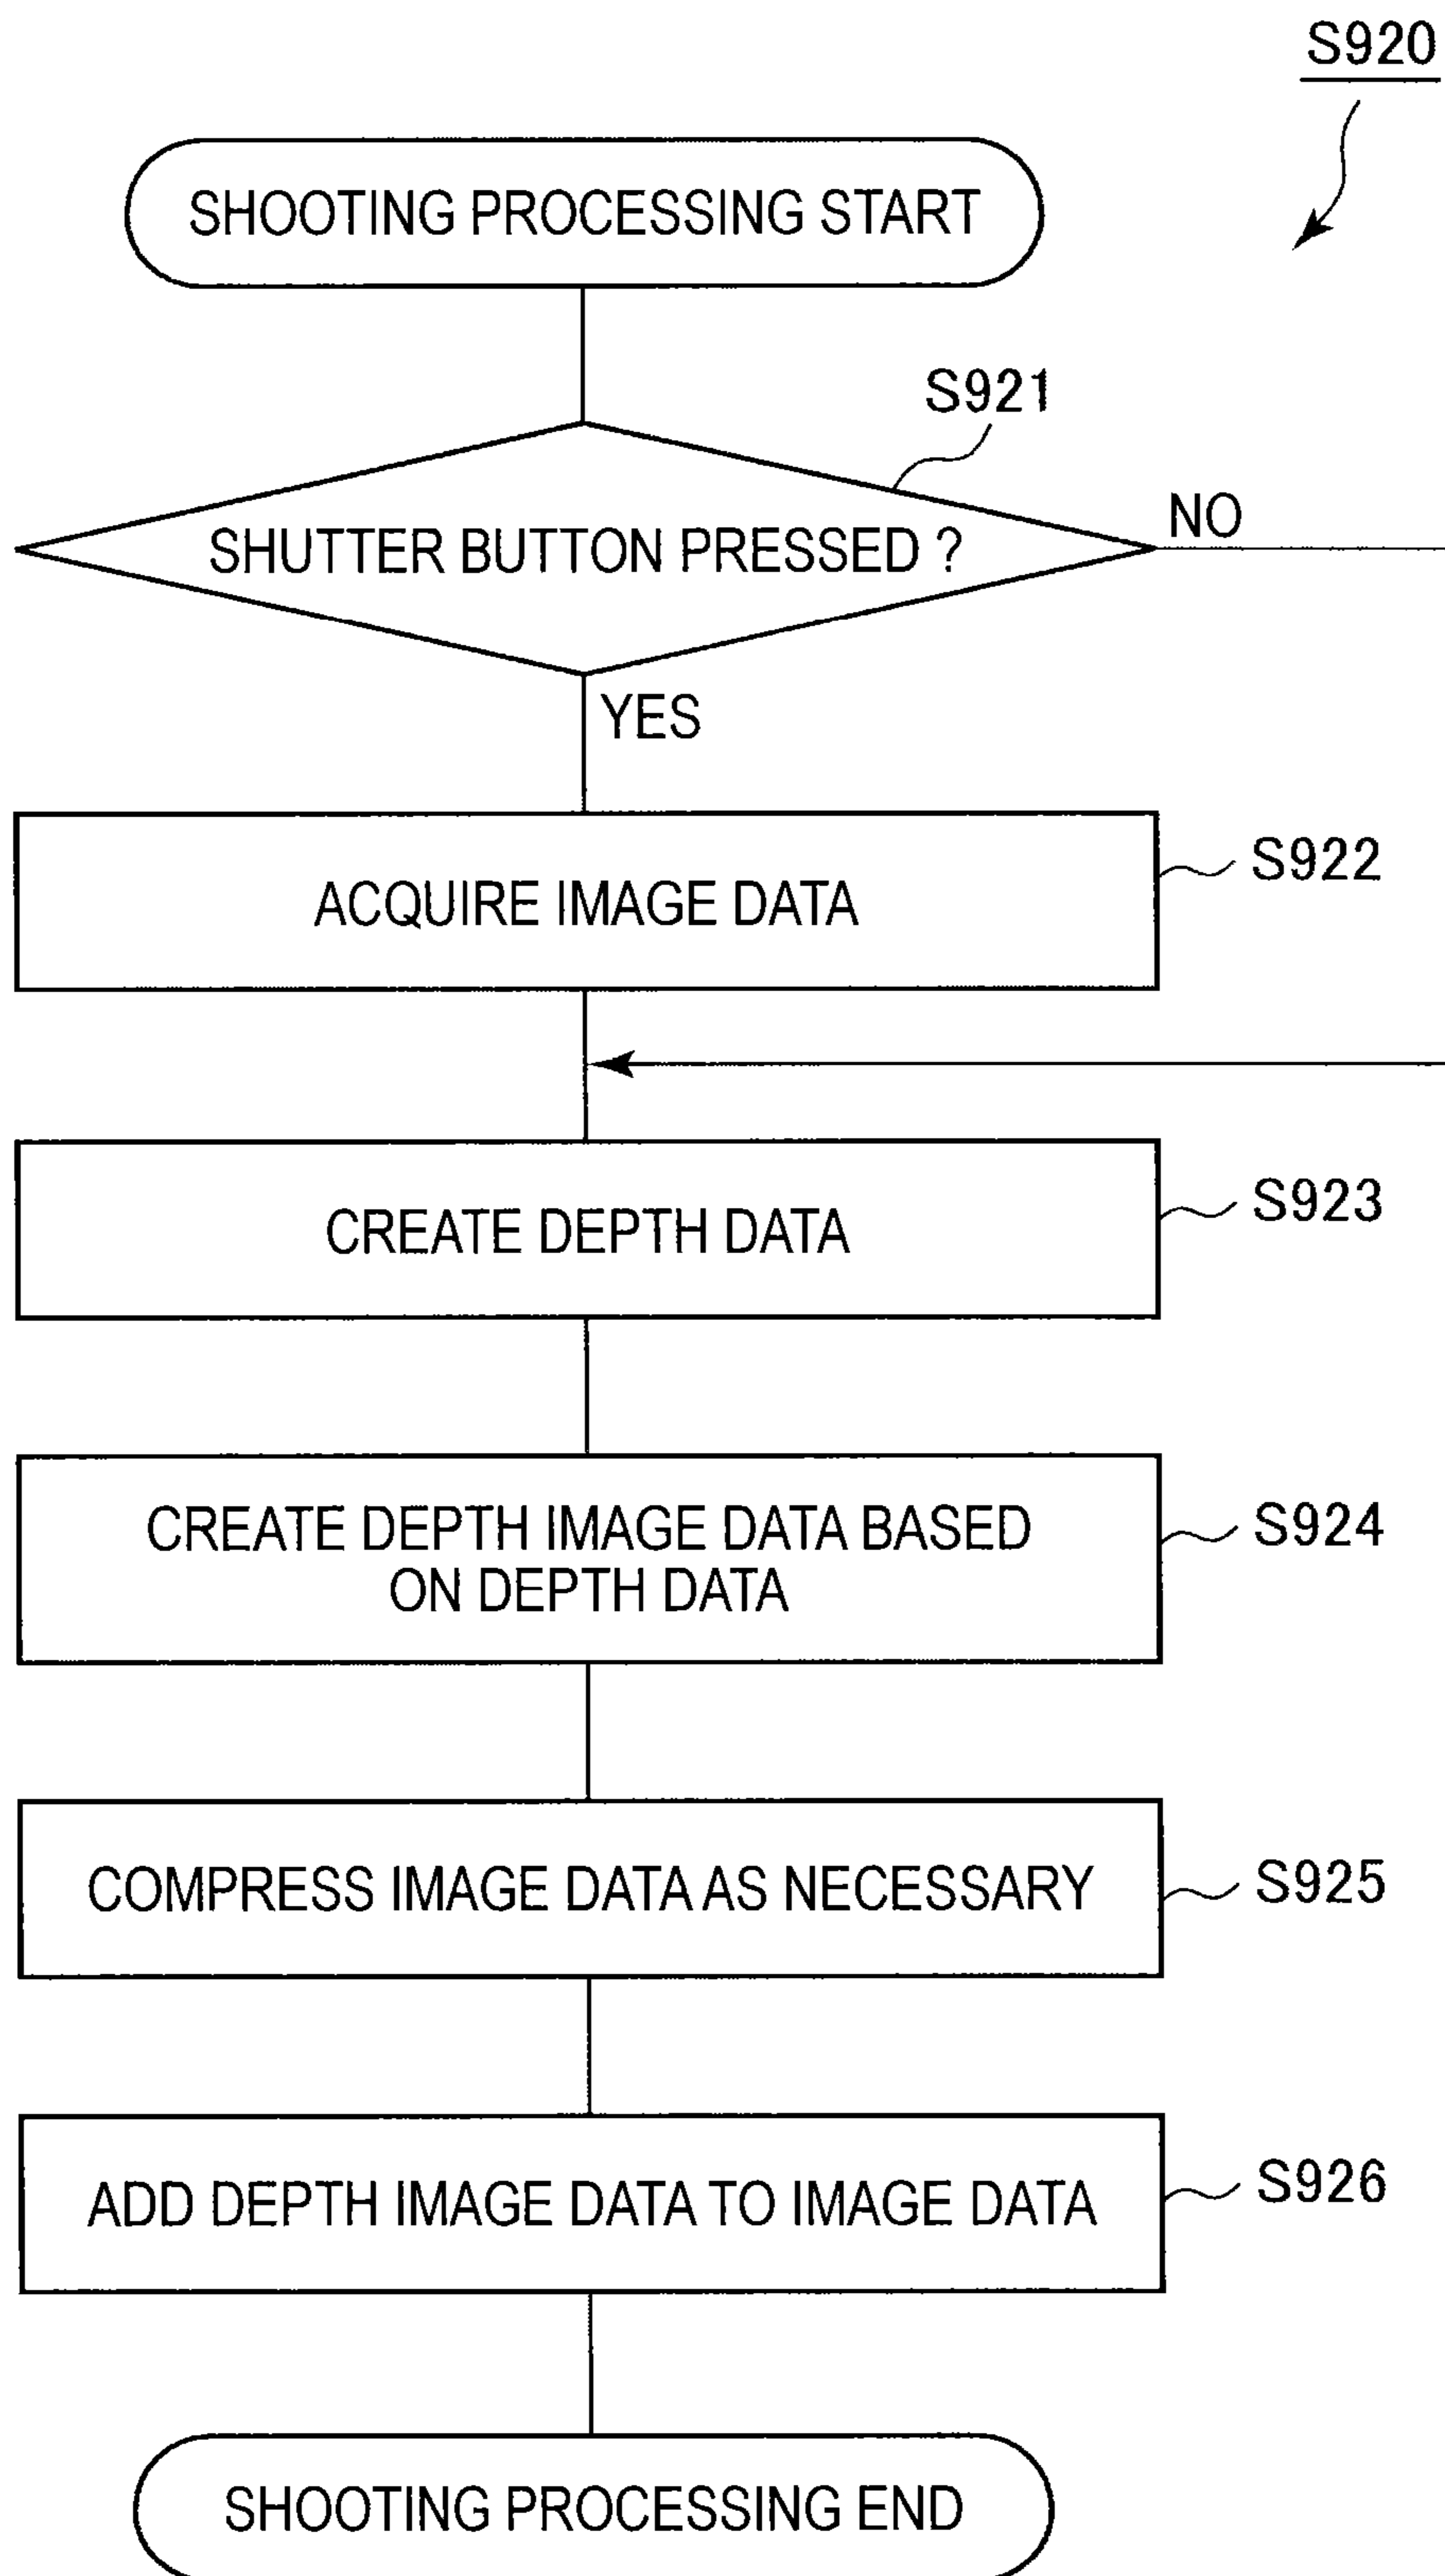 S920
SHOOTING PROCESSING START
S921
SHUTTER BUTTON PRESSED ?
NO
YES
ACQUIRE IMAGE DATA
S922
CREATE DEPTH DATA
S923
CREATE DEPTH IMAGE DATA BASED
ON DEPTH DATA
S924
COMPRESS IMAGE DATA AS NECESSARY
S925
ADD DEPTH IMAGE DATA TO IMAGE DATA
S926
SHOOTING PROCESSING END